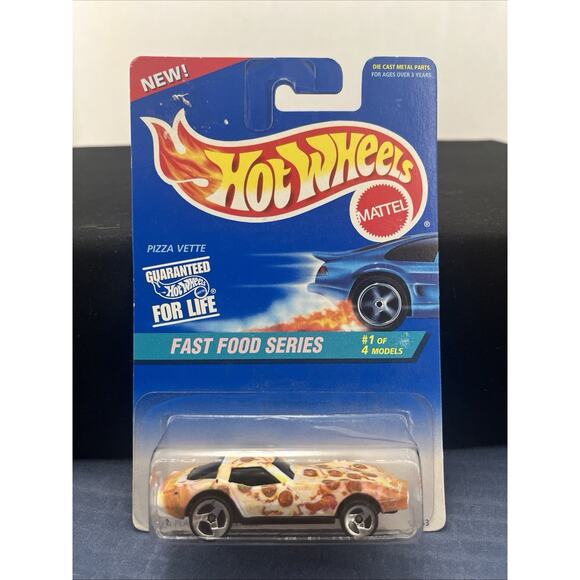 NEW!
DIE CAST METAL PARTS.
FOR AGES OVER 3 YEARS.
HOT WHEELS
MATTEL
®
PIZZA VETTE
GUARANTEED
HOT WHEELS ®
FOR LIFE
FAST FOOD SERIES
#1 OF
4 MODELS